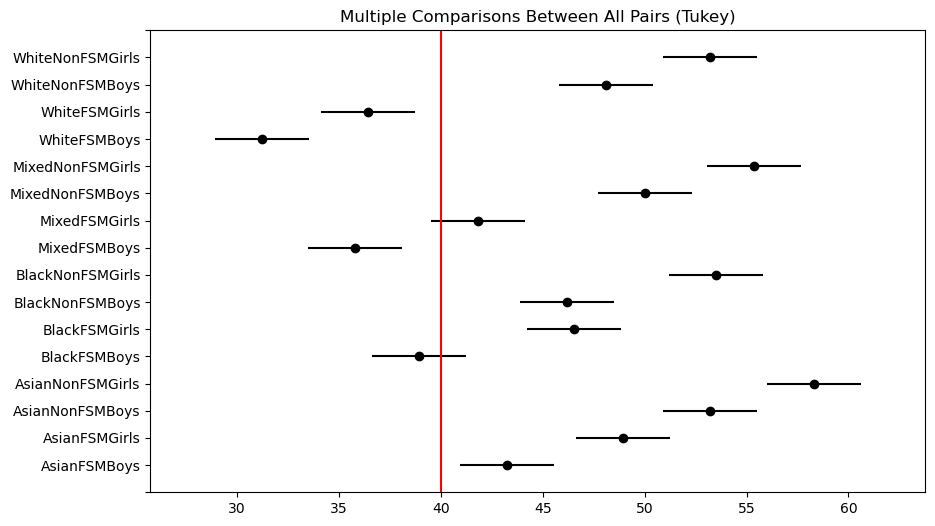 Multiple Comparisons Between All Pairs (Tukey)
WhiteNonFSMGirls
WhiteNonFSMBoys
WhiteFSMGirls
WhiteFSMBoys
MixedNonFSMGirls
MixedNonFSMBoys
MixedFSMGirls
MixedFSMBoys
BlackNonFSMGirls
BlackNonFSMBoys
BlackFSMGirls
BlackFSMBoys
AsianNonFSMGirls
AsianNonFSMBoys
AsianFSMGirls
AsianFSMBoys
30 35 40 45 50 55 60